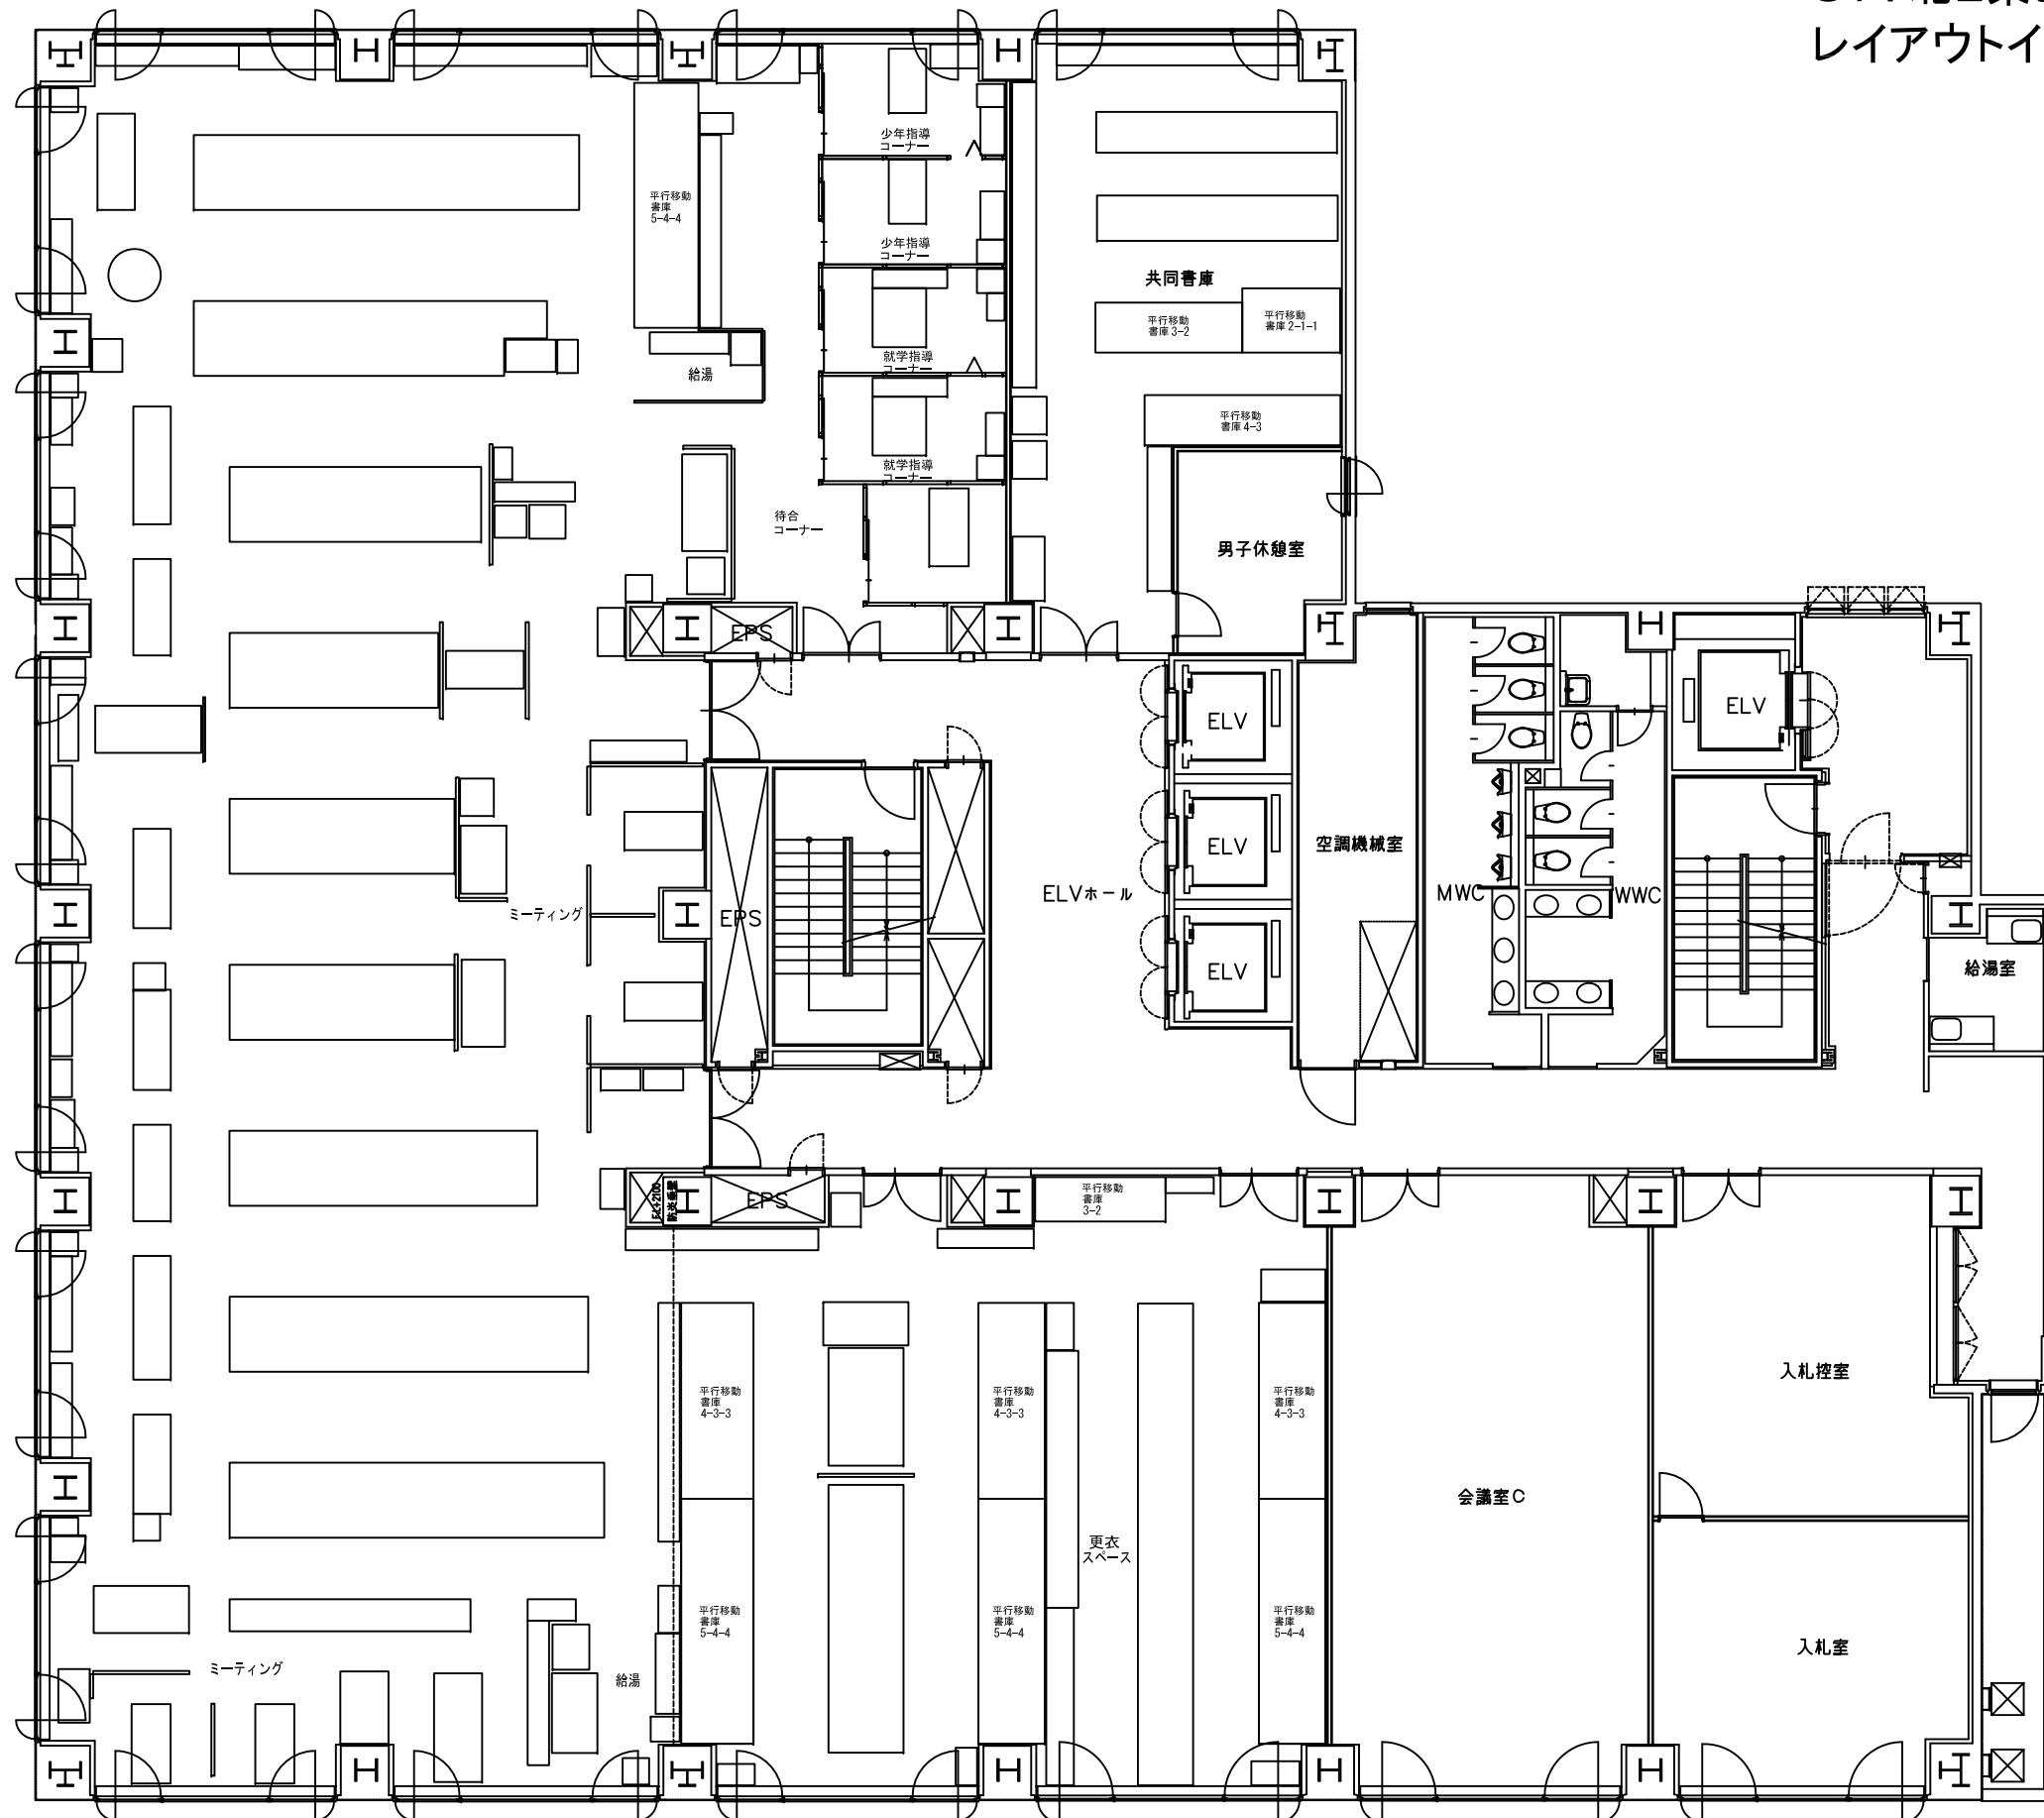 レイアウトイ
少年指導
コーナー
平行移動
書庫
5-4-4
少年指導
コーナー
共同書庫
平行移動
書庫 3-2
平行移動
書庫 2-1-1
就学指導
コーナー
給湯
平行移動
書庫 4-3
就学指導
コーナー
待合
コーナー
男子休憩室
EPS
ELV
ELV
ELV
空調機械室
ELVホール
MWC
WWC
ミーティング
EPS
ELV
給湯室
FL+2100
防炎垂壁
EPS
平行移動
書庫
3-2
入札控室
平行移動
書庫
4-3-3
平行移動
書庫
4-3-3
平行移動
書庫
4-3-3
会議室C
更衣
スペース
平行移動
書庫
5-4-4
平行移動
書庫
5-4-4
平行移動
書庫
5-4-4
入札室
ミーティング
給湯